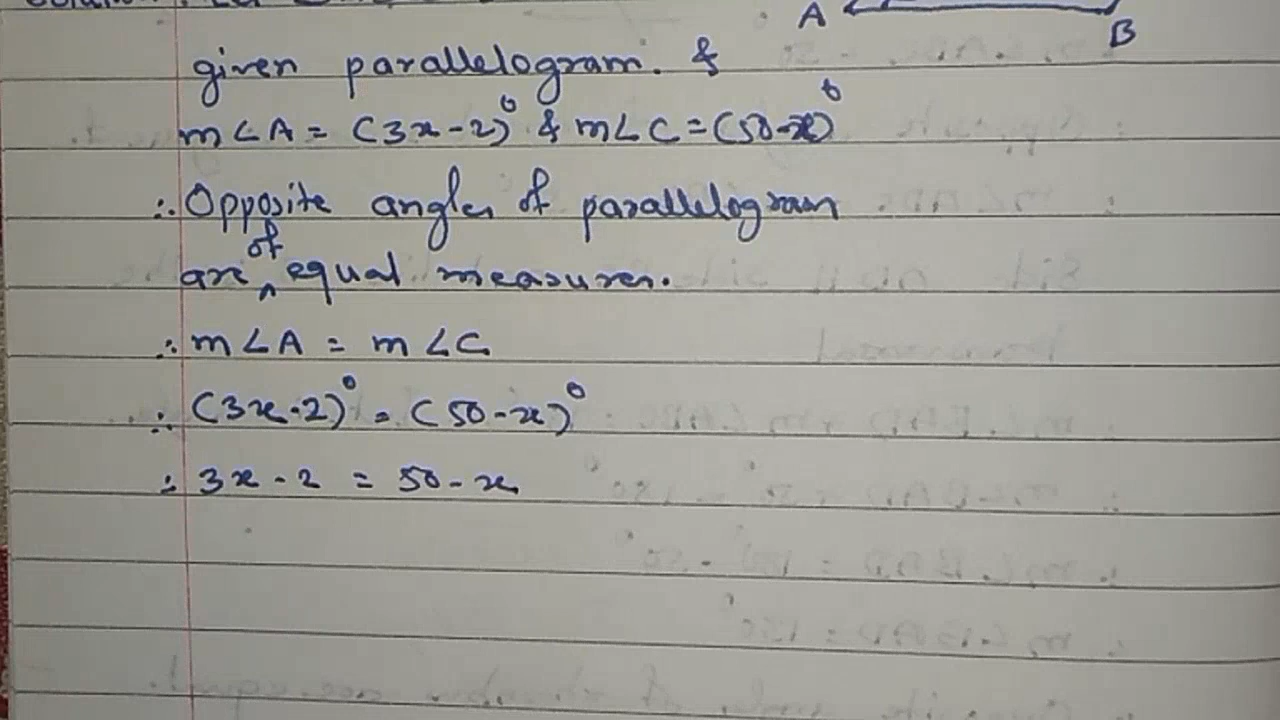 A
B
given parallelogram. &
m∠A = (3x-2)° & m∠C = (50-x)°
∴ Opposite angles of parallelogram
are of equal measures.
∴ m∠A = m∠C
∴ (3x-2)° = (50-x)°
∴ 3x - 2 = 50 - x